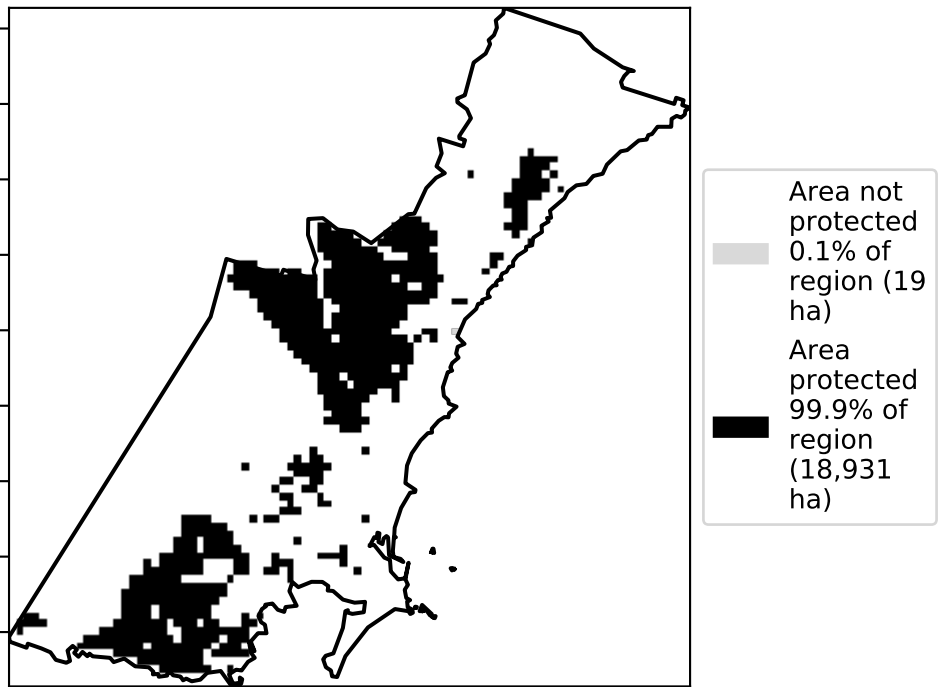 Area not
protected
0.1% of
region (19
ha)
Area
protected
99.9% of
region
(18,931
ha)